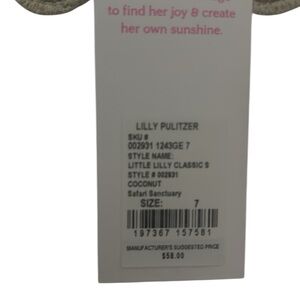 to find her joy & create
her own sunshine.
LILLY PULITZER
SKU #
002931 1243GE 7
STYLE NAME:
LITTLE LILLY CLASSIC S
STYLE # 002931
COCONUT
Safari Sanctuary
SIZE: 7
197367 157581
MANUFACTURER'S SUGGESTED PRICE
$58.00